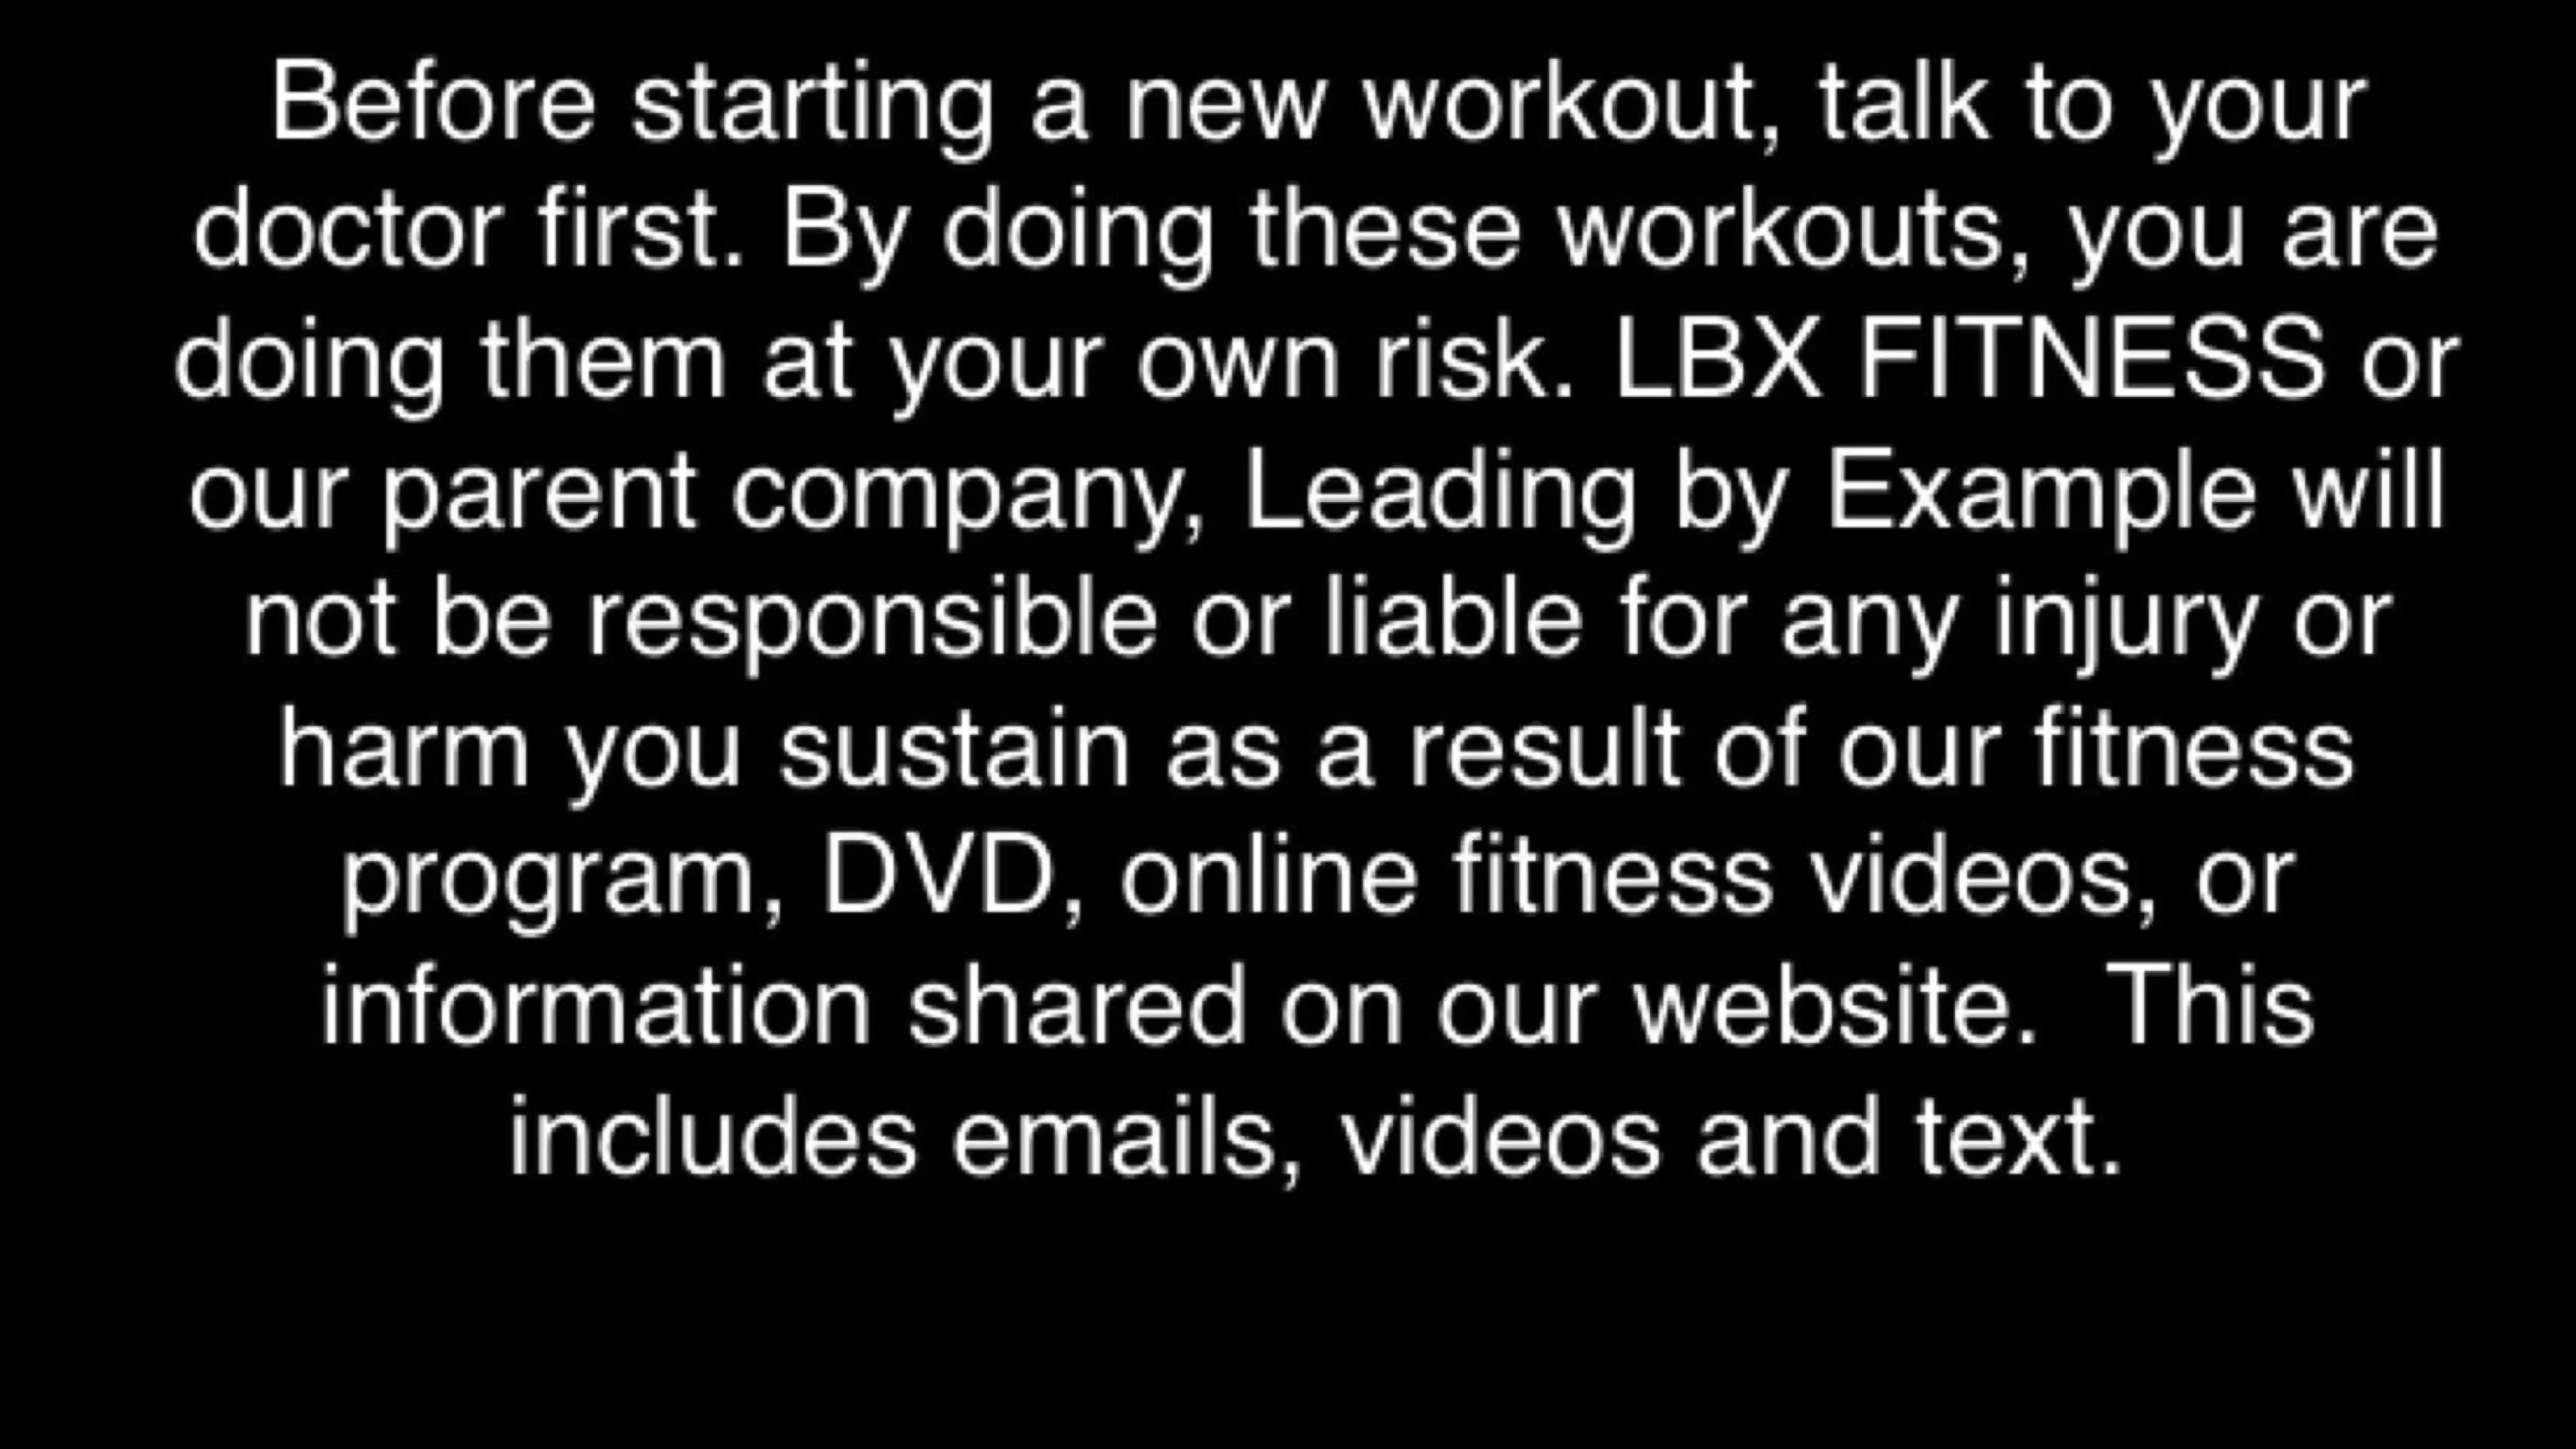 Before starting a new workout, talk to your
doctor first. By doing these workouts, you are
doing them at your own risk. LBX FITNESS or
our parent company, Leading by Example will
not be responsible or liable for any injury or
harm you sustain as a result of our fitness
program, DVD, online fitness videos, or
information shared on our website.  This
includes emails, videos and text.